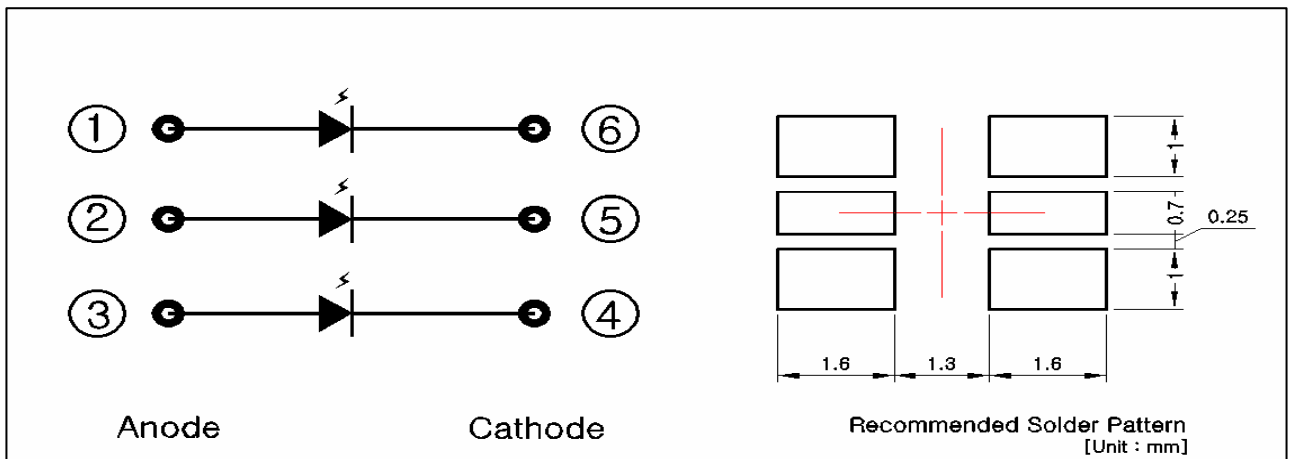 ① ⑥
② ⑤
③ ④
Anode Cathode
1
0.7
0.25
1
1.6 1.3 1.6
Recommended Solder Pattern
[Unit : mm]